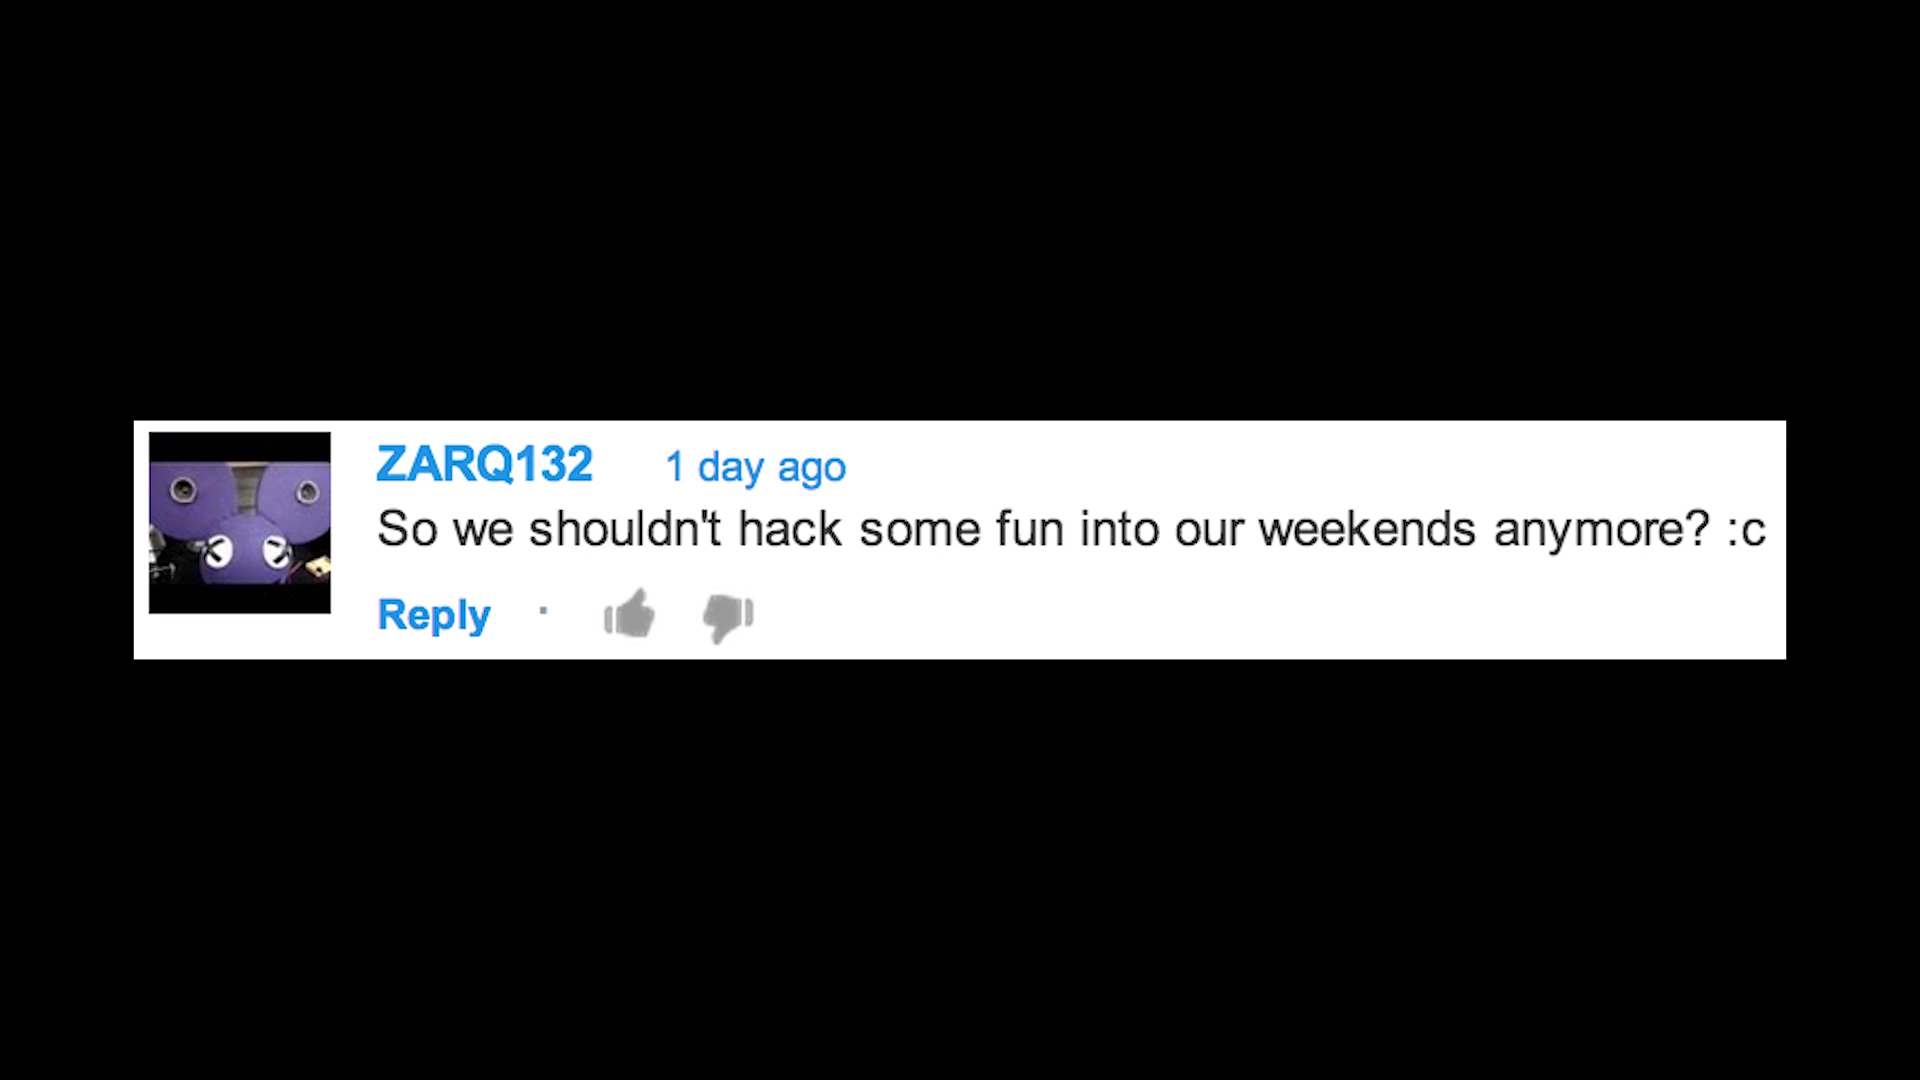 ZARQ132 1 day ago
So we shouldn't hack some fun into our weekends anymore? :c
Reply ·